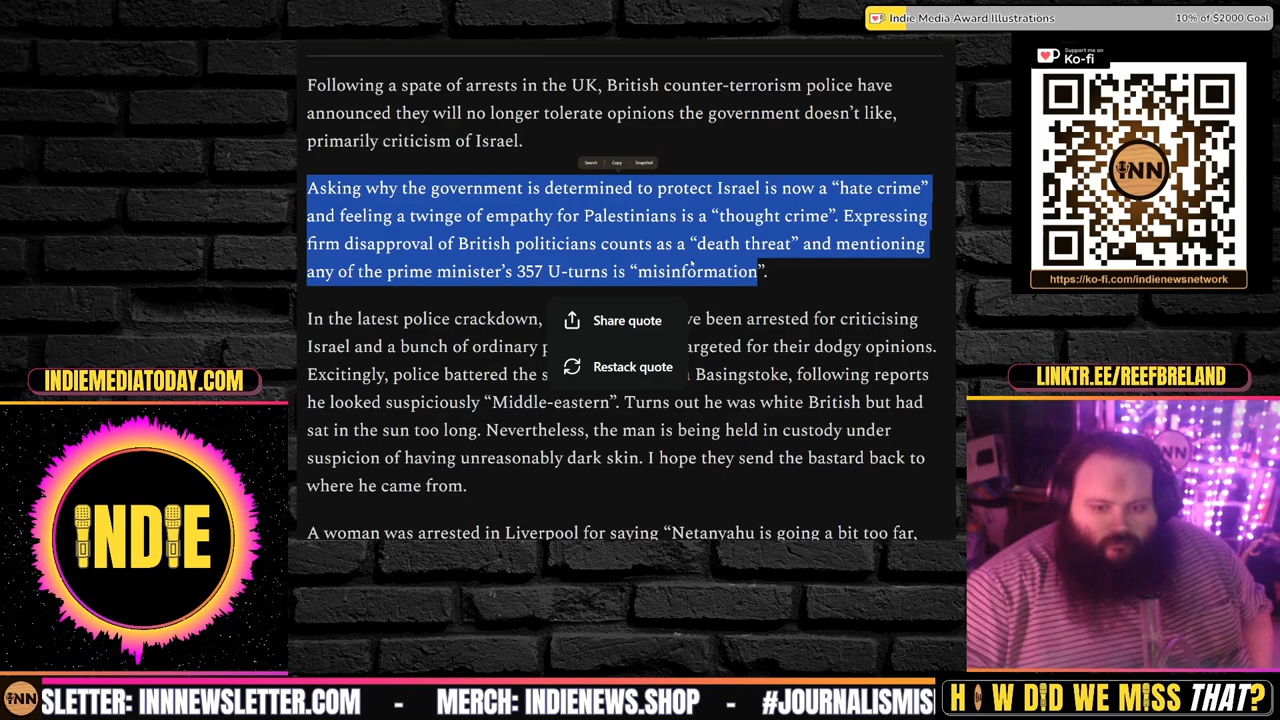 Indie Media Award Illustrations
10% of $2000 Goal
Support me on
Ko-fi
INN
https://ko-fi.com/indienewsnetwork
Following a spate of arrests in the UK, British counter-terrorism police have
announced they will no longer tolerate opinions the government doesn’t like,
primarily criticism of Israel.
Search Copy Snapshot
Asking why the government is determined to protect Israel is now a “hate crime”
and feeling a twinge of empathy for Palestinians is a “thought crime”. Expressing
firm disapproval of British politicians counts as a “death threat” and mentioning
any of the prime minister’s 357 U-turns is “misinformation”.
In the latest police crackdown, ve been arrested for criticising
Israel and a bunch of ordinary p argeted for their dodgy opinions.
Excitingly, police battered the s Basingstoke, following reports
he looked suspiciously “Middle-eastern”. Turns out he was white British but had
sat in the sun too long. Nevertheless, the man is being held in custody under
suspicion of having unreasonably dark skin. I hope they send the bastard back to
where he came from.
A woman was arrested in Liverpool for saying “Netanyahu is going a bit too far,
Share quote
Restack quote
INDIEMEDIATODAY.COM
LINKTR.EE/REEFBRELAND
INDIE
INN
SLETTER: INNNEWSLETTER.COM - MERCH: INDIENEWS.SHOP - #JOURNALISMIS
HOW DID WE MISS THAT?